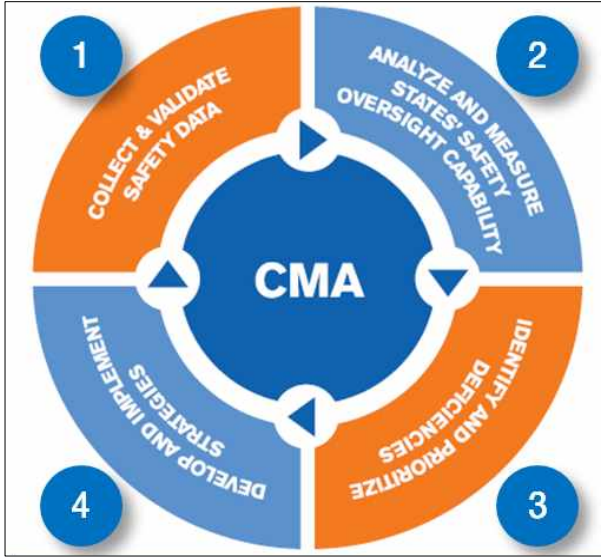 1
COLLECT & VALIDATE
SAFETY DATA
2
ANALYZE AND MEASURE
STATES' SAFETY
OVERSIGHT CAPABILITY
CMA
3
IDENTIFY AND PRIORITIZE
DEFICIENCIES
4
DEVELOP AND IMPLEMENT
STRATEGIES